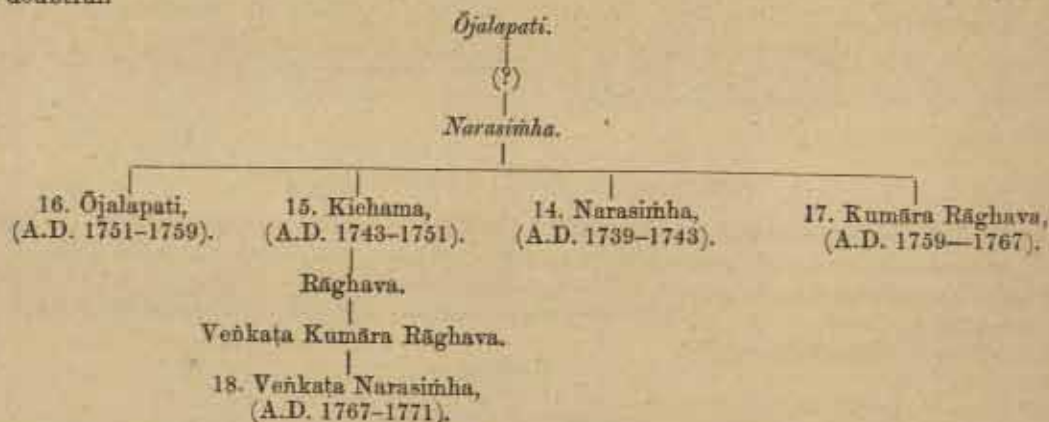 Ōjalapati.
(?)
Narasiṁha.
16. Ōjalapati,
(A.D. 1751–1759).
15. Kichama,
(A.D. 1743–1751).
14. Narasiṁha,
(A.D. 1739–1743).
17. Kumāra Rāghava,
(A.D. 1759—1767).
Rāghava.
Veṅkaṭa Kumāra Rāghava.
18. Veṅkaṭa Narasiṁha,
(A.D. 1767–1771).